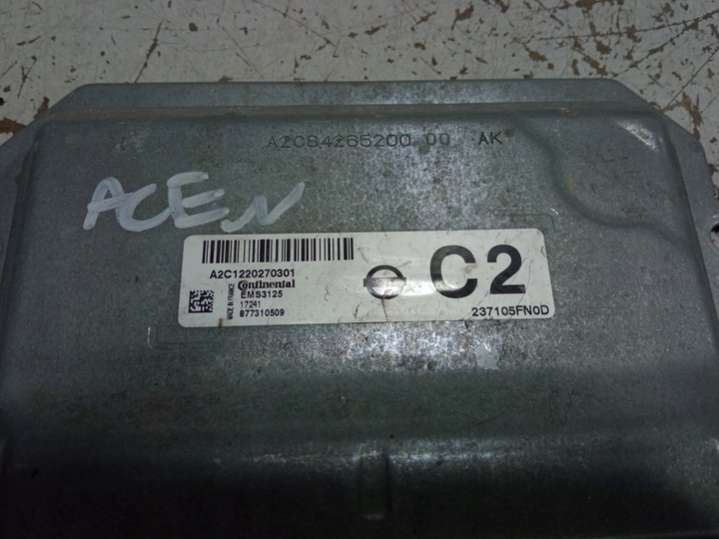 A2C84265200 00 AK
ACEN
A2C1220270301
Continental
EMS3125
17241
877310509
MADE IN FRANCE
C2
237105FN0D